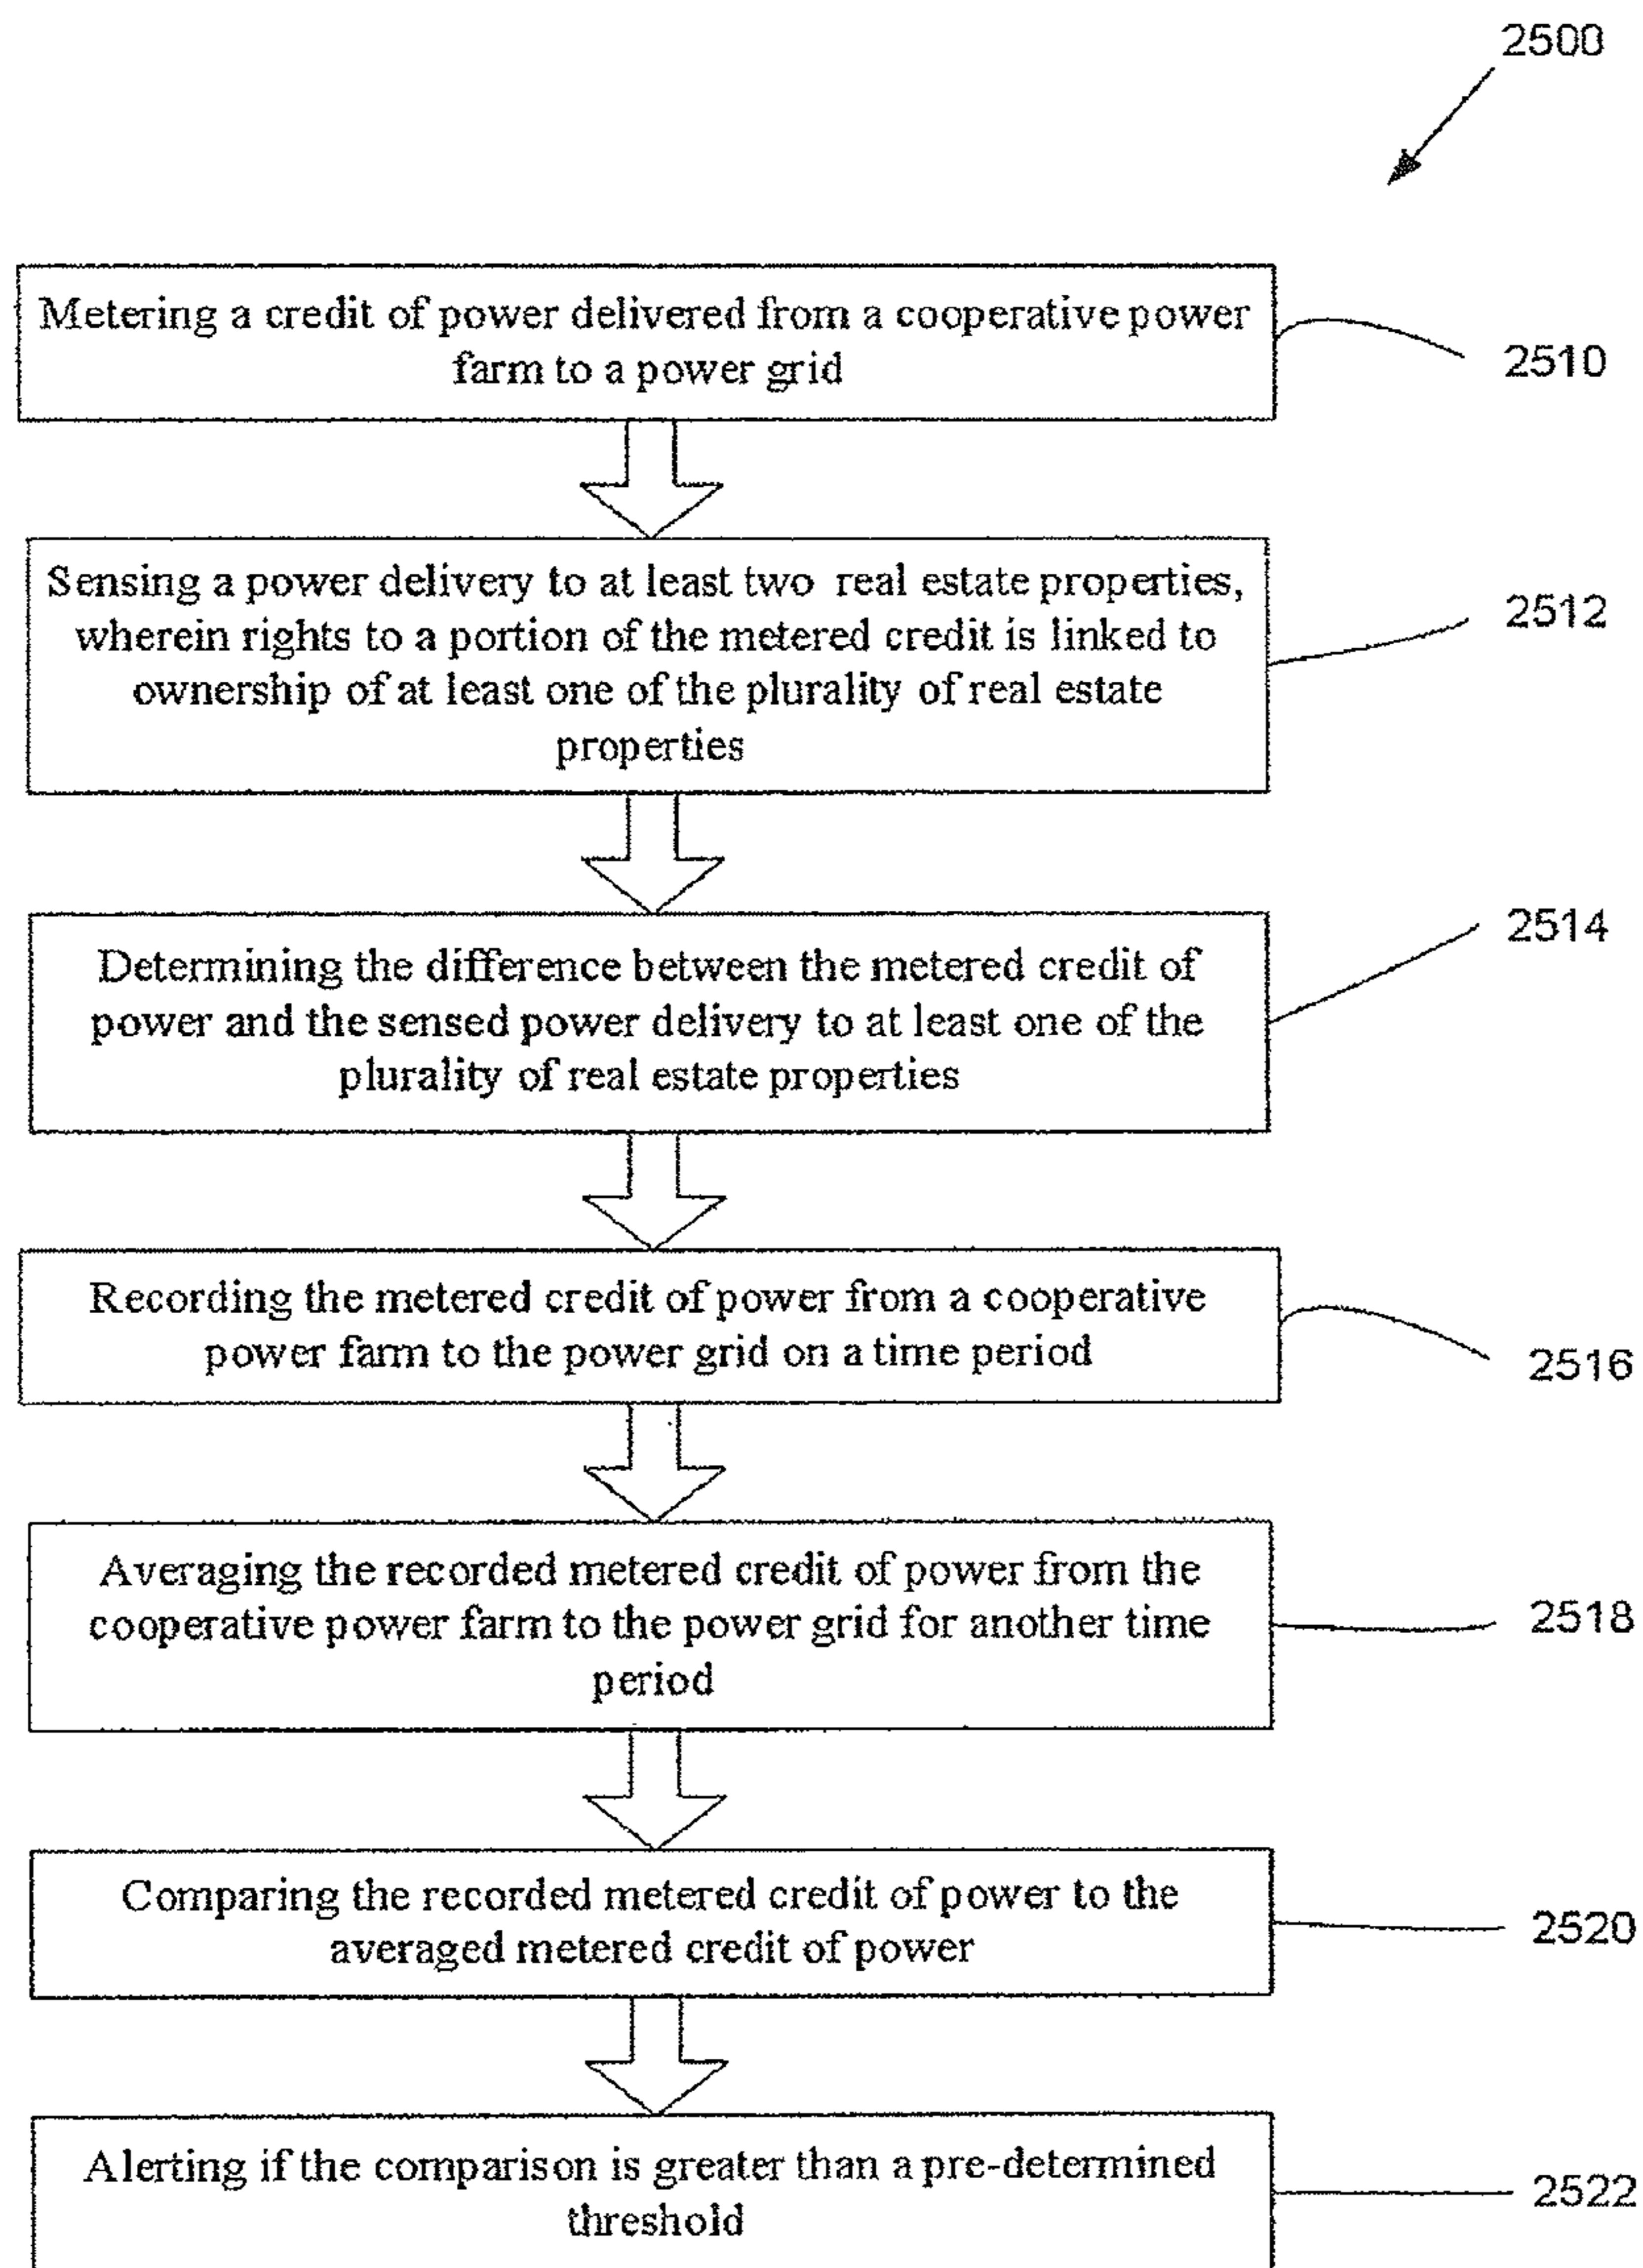 2500
Metering a credit of power delivered from a cooperative power
farm to a power grid
2510
Sensing a power delivery to at least two real estate properties,
wherein rights to a portion of the metered credit is linked to
ownership of at least one of the plurality of real estate
properties
2512
Determining the difference between the metered credit of
power and the sensed power delivery to at least one of the
plurality of real estate properties
2514
Recording the metered credit of power from a cooperative
power farm to the power grid on a time period
2516
Averaging the recorded metered credit of power from the
cooperative power farm to the power grid for another time
period
2518
Comparing the recorded metered credit of power to the
averaged metered credit of power
2520
Alerting if the comparison is greater than a pre-determined
threshold
2522